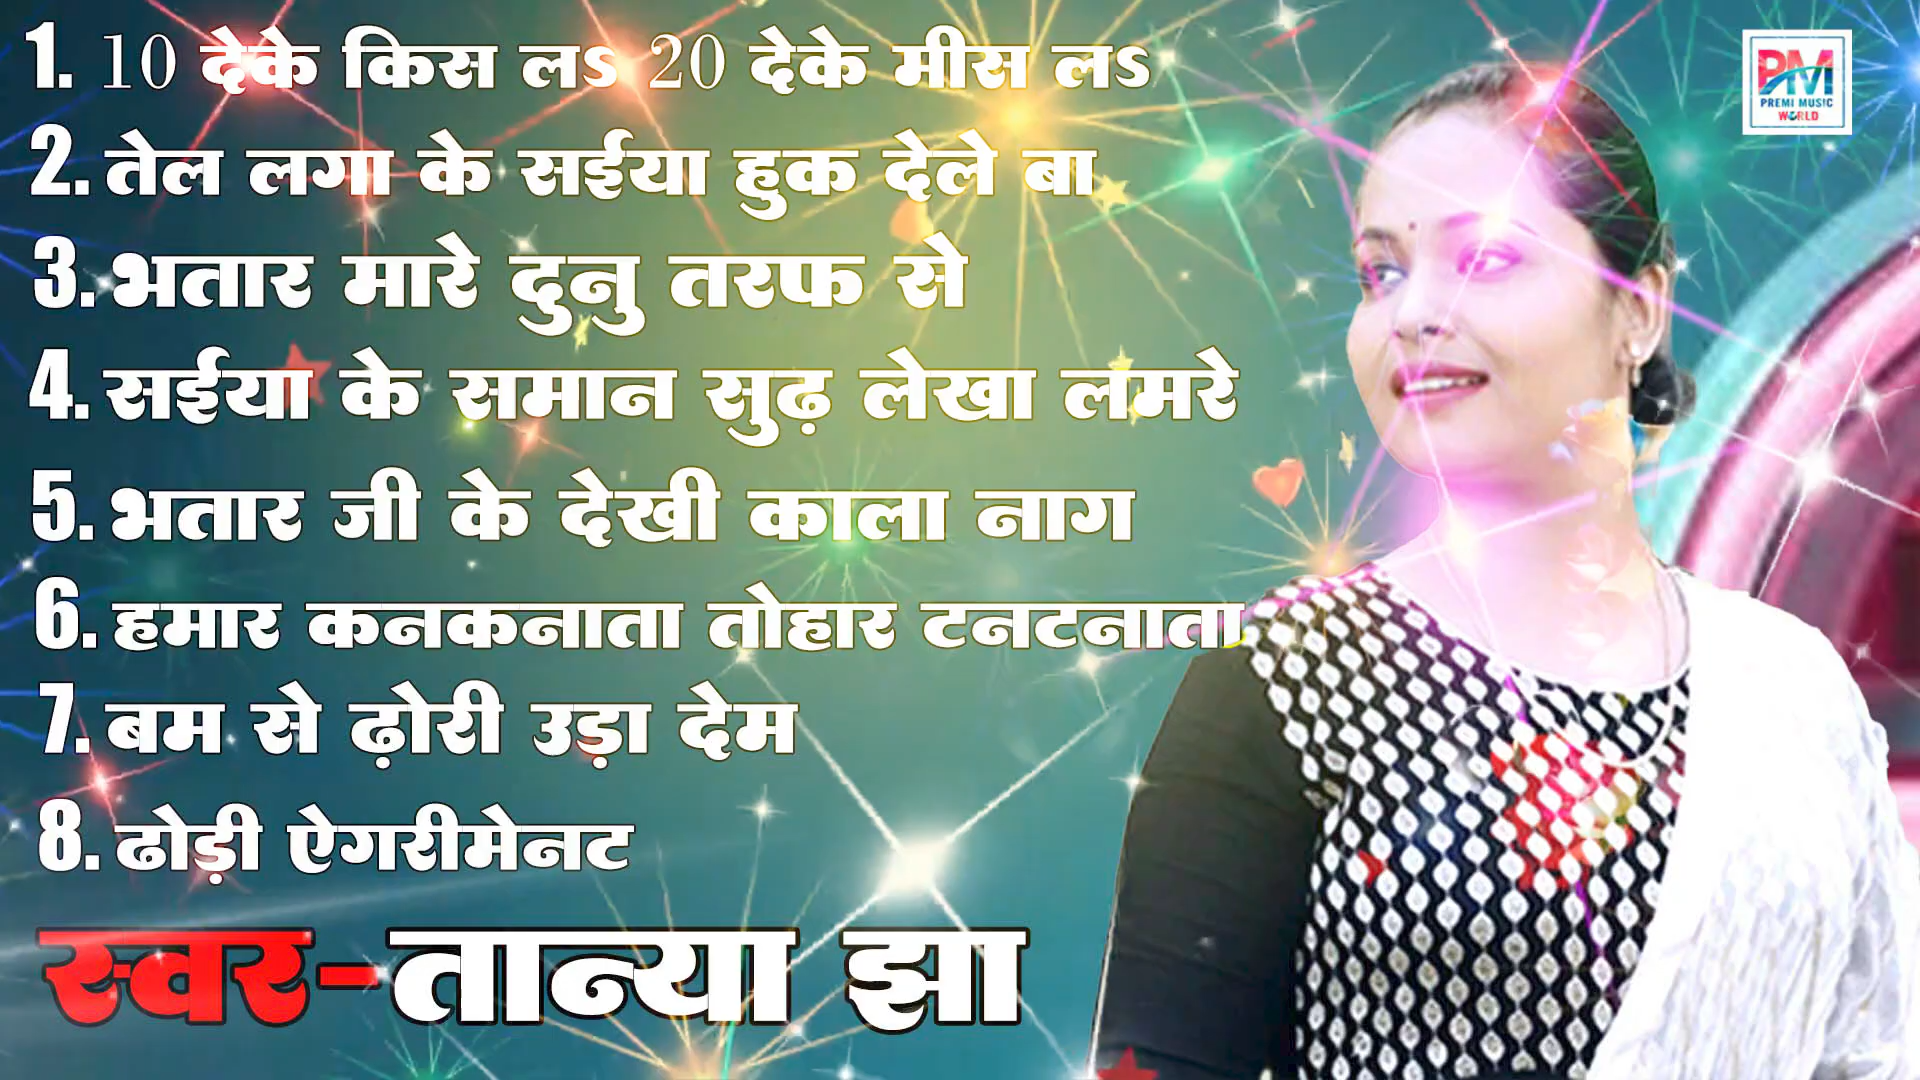 1. 10 देके किस लऽ 20 देके मीस लऽ
2. तेल लगा के सईया हुक देले बा
3. भतार मारे दुनु तरफ से
4. सईया के समान सुढ़ लेखा लमरे
5. भतार जी के देखी काला नाग
6. हमार कनकनाता तोहार टनटनाता
7. बम से ढ़ोरी उड़ा देम
8. ढोड़ी ऐगरीमेनट
स्वर-तान्या झा
PM
PREMI MUSIC
WORLD